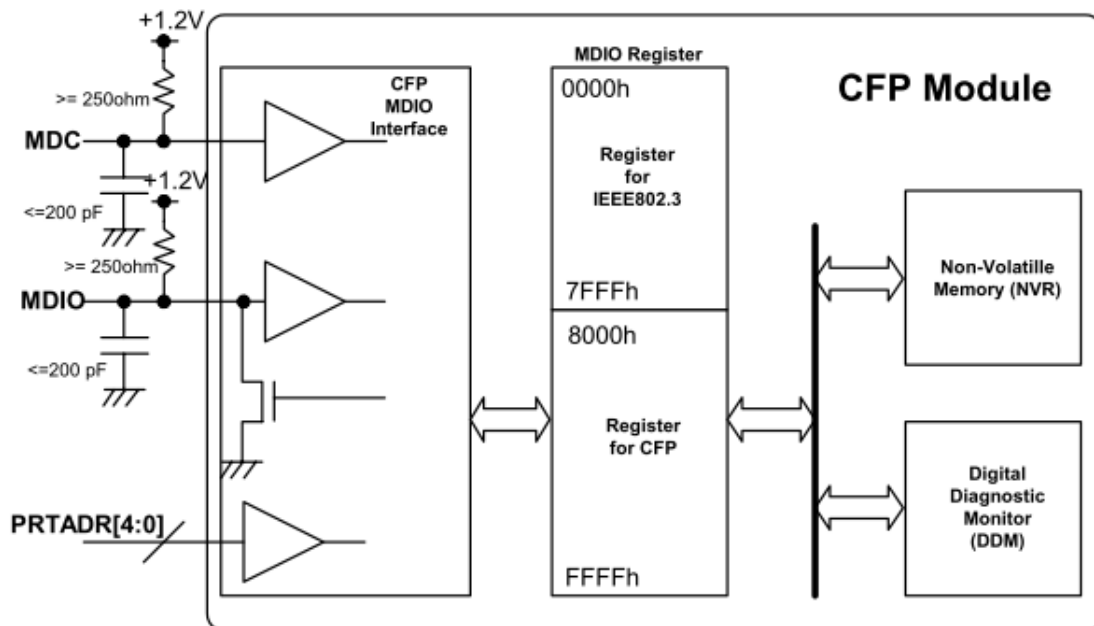 +1.2V
>= 250ohm
MDC
<=200 pF
+1.2V
>= 250ohm
MDIO
<=200 pF
PRTADR[4:0]
CFP
MDIO
Interface
MDIO Register
0000h
Register
for
IEEE802.3
7FFFh
8000h
Register
for CFP
FFFFh
CFP Module
Non-Volatille
Memory (NVR)
Digital
Diagnostic
Monitor
(DDM)